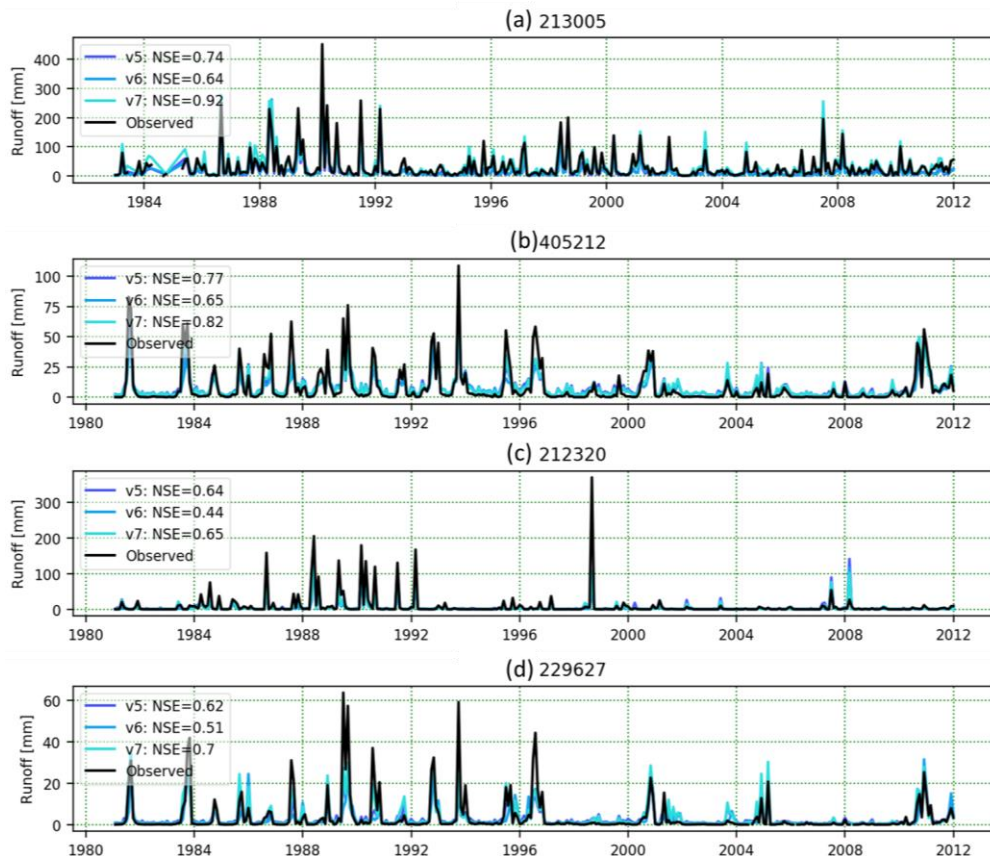 (a) 213005
Runoff [mm]
400
300
200
100
0
v5: NSE=0.74
v6: NSE=0.64
v7: NSE=0.92
Observed
1984 1988 1992 1996 2000 2004 2008 2012
(b)405212
Runoff [mm]
100
75
50
25
0
v5: NSE=0.77
v6: NSE=0.65
v7: NSE=0.82
Observed
1980 1984 1988 1992 1996 2000 2004 2008 2012
(c) 212320
Runoff [mm]
300
200
100
0
v5: NSE=0.64
v6: NSE=0.44
v7: NSE=0.65
Observed
1980 1984 1988 1992 1996 2000 2004 2008 2012
(d) 229627
Runoff [mm]
60
40
20
0
v5: NSE=0.62
v6: NSE=0.51
v7: NSE=0.7
Observed
1980 1984 1988 1992 1996 2000 2004 2008 2012